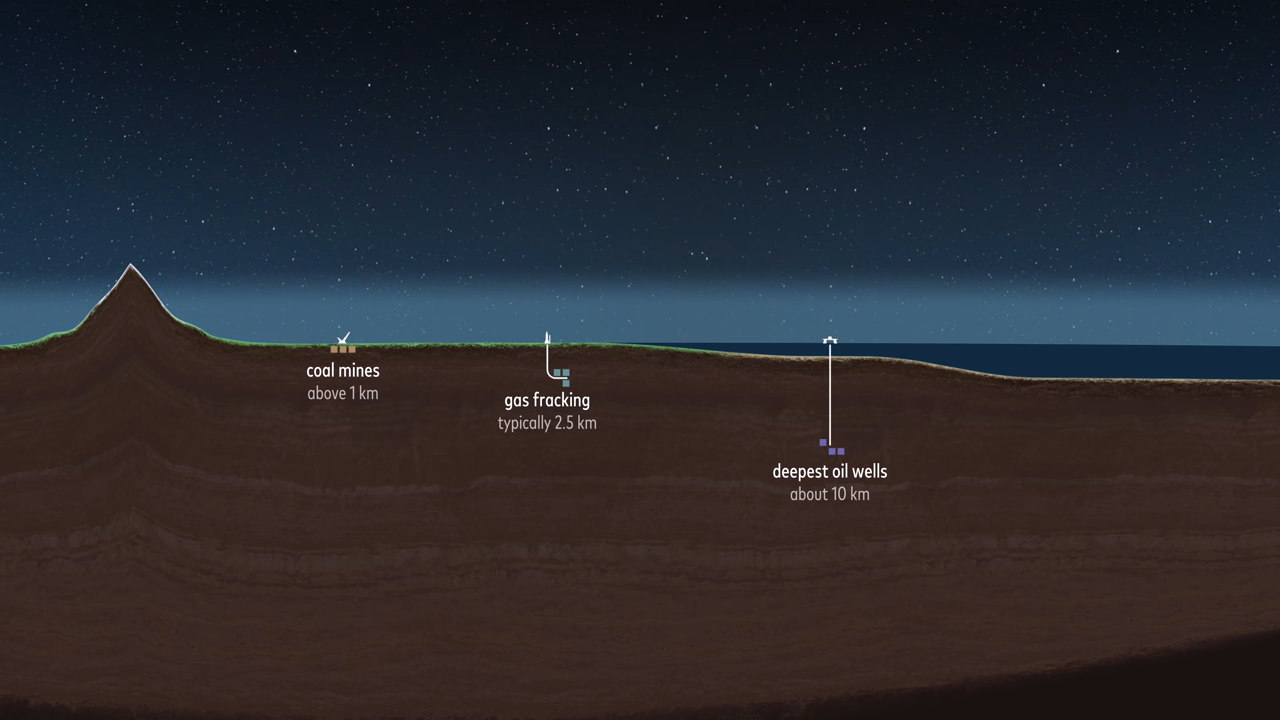 coal mines
above 1 km
gas fracking
typically 2.5 km
deepest oil wells
about 10 km